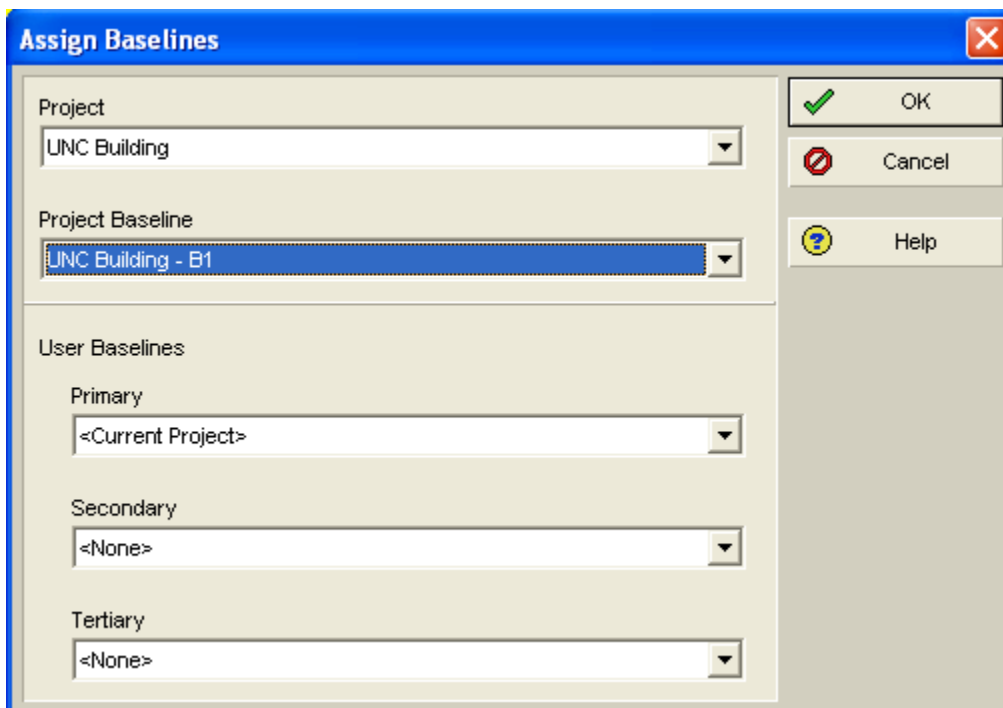 Assign Baselines
Project
UNC Building
Project Baseline
UNC Building - B1
User Baselines
Primary
<Current Project>
Secondary
<None>
Tertiary
<None>
OK
Cancel
Help